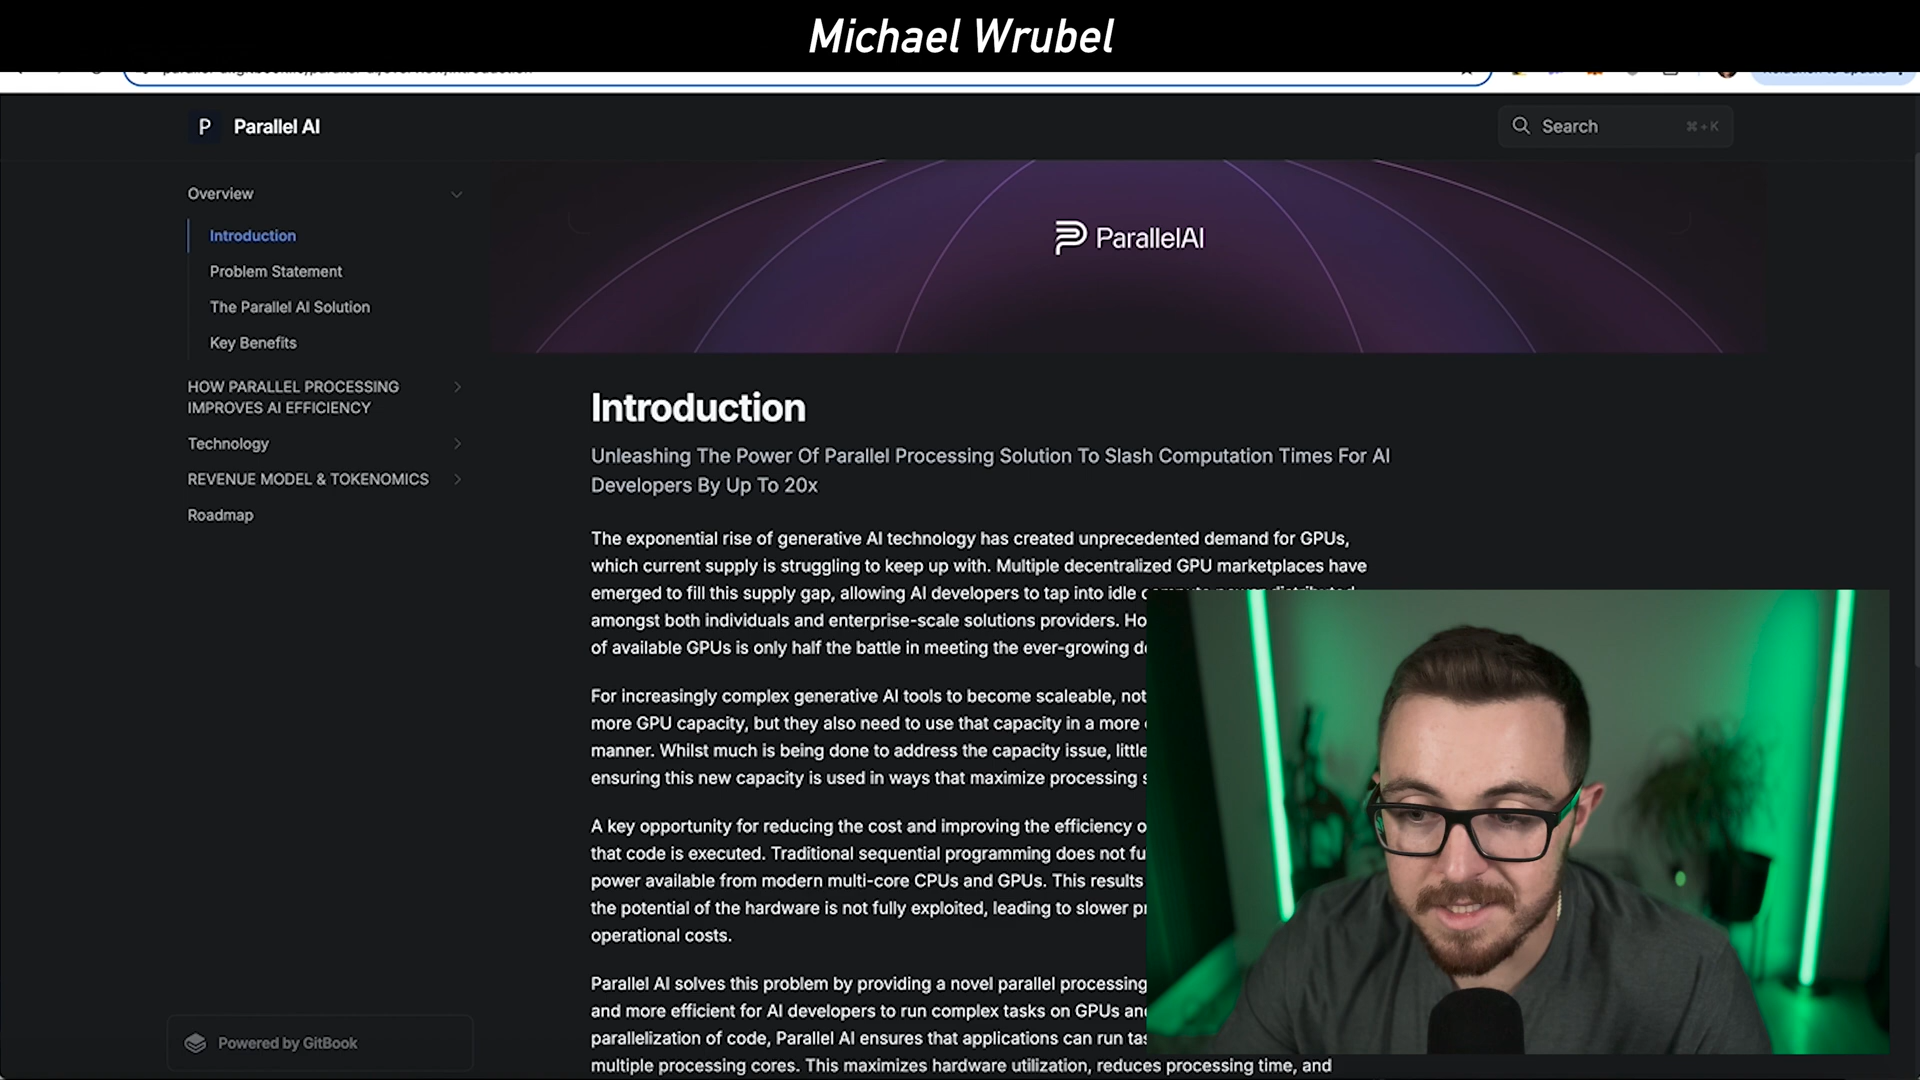 Michael Wrubel
P Parallel AI
Search ⌘+K
Overview
Introduction
Problem Statement
The Parallel AI Solution
Key Benefits
HOW PARALLEL PROCESSING
IMPROVES AI EFFICIENCY
Technology
REVENUE MODEL & TOKENOMICS
Roadmap
Powered by GitBook
ParallelAI
Introduction
Unleashing The Power Of Parallel Processing Solution To Slash Computation Times For AI
Developers By Up To 20x
The exponential rise of generative AI technology has created unprecedented demand for GPUs,
which current supply is struggling to keep up with. Multiple decentralized GPU marketplaces have
emerged to fill this supply gap, allowing AI developers to tap into idle compute power distributed
amongst both individuals and enterprise-scale solutions providers.
of available GPUs is only half the battle in meeting the ever-growing
For increasingly complex generative AI tools to become scaleable, not
more GPU capacity, but they also need to use that capacity in a more
manner. Whilst much is being done to address the capacity issue, little
ensuring this new capacity is used in ways that maximize processing
A key opportunity for reducing the cost and improving the efficiency
that code is executed. Traditional sequential programming does not
power available from modern multi-core CPUs and GPUs. This results
the potential of the hardware is not fully exploited, leading to slower
operational costs.
Parallel AI solves this problem by providing a novel parallel processing
and more efficient for AI developers to run complex tasks on GPUs
parallelization of code, Parallel AI ensures that applications can run
multiple processing cores. This maximizes hardware utilization, reduces processing time, and